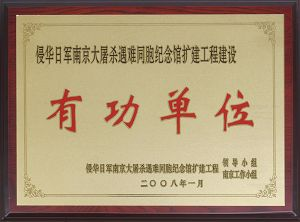 侵华日军南京大屠杀遇难同胞纪念馆扩建工程建设
有功单位
侵华日军南京大屠杀遇难同胞纪念馆扩建工程 领导小组
南京工作小组
二〇〇八年一月